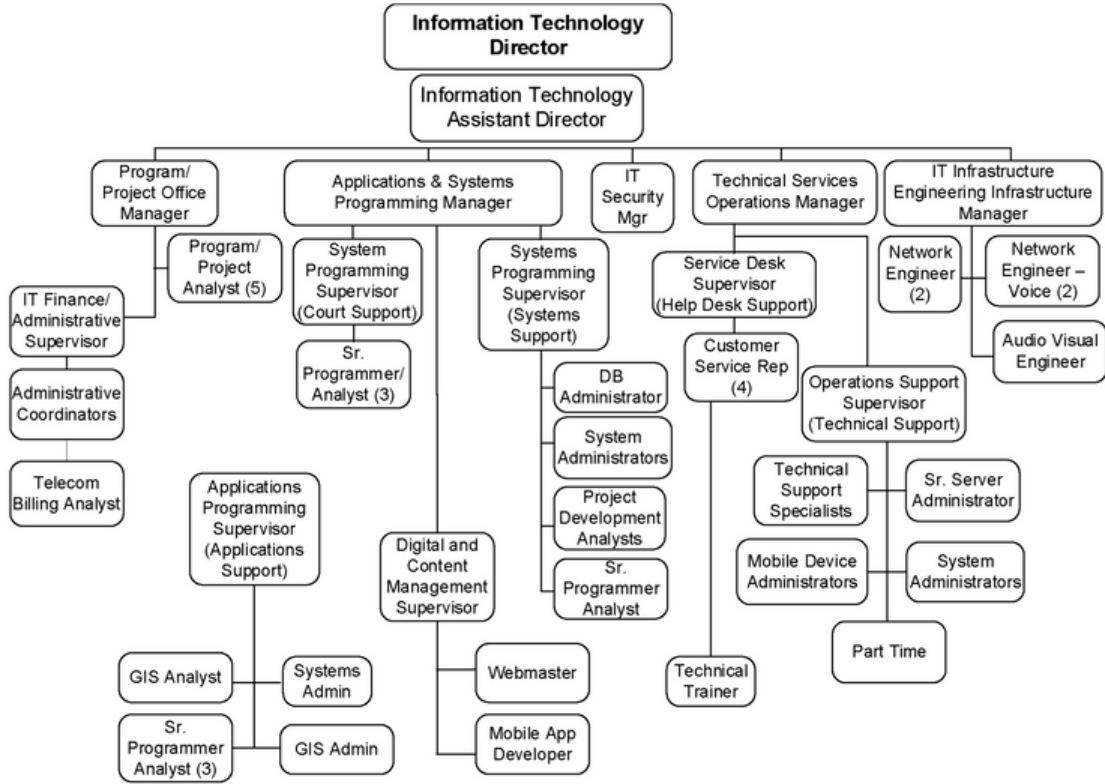 Information Technology
Director
Information Technology
Assistant Director
Program/
Project Office
Manager
Applications & Systems
Programming Manager
IT
Security
Mgr
Technical Services
Operations Manager
IT Infrastructure
Engineering Infrastructure
Manager
Program/
Project
Analyst (5)
IT Finance/
Administrative
Supervisor
Administrative
Coordinators
Telecom
Billing Analyst
System
Programming
Supervisor
(Court Support)
Sr.
Programmer/
Analyst (3)
Systems
Programming
Supervisor
(Systems
Support)
DB
Administrator
System
Administrators
Project
Development
Analysts
Sr.
Programmer
Analyst
Applications
Programming
Supervisor
(Applications
Support)
GIS Analyst
Systems
Admin
Sr.
Programmer
Analyst (3)
GIS Admin
Digital and
Content
Management
Supervisor
Webmaster
Mobile App
Developer
Service Desk
Supervisor
(Help Desk Support)
Customer
Service Rep
(4)
Technical
Trainer
Operations Support
Supervisor
(Technical Support)
Technical
Support
Specialists
Sr. Server
Administrator
Mobile Device
Administrators
System
Administrators
Part Time
Network
Engineer
(2)
Network
Engineer –
Voice (2)
Audio Visual
Engineer